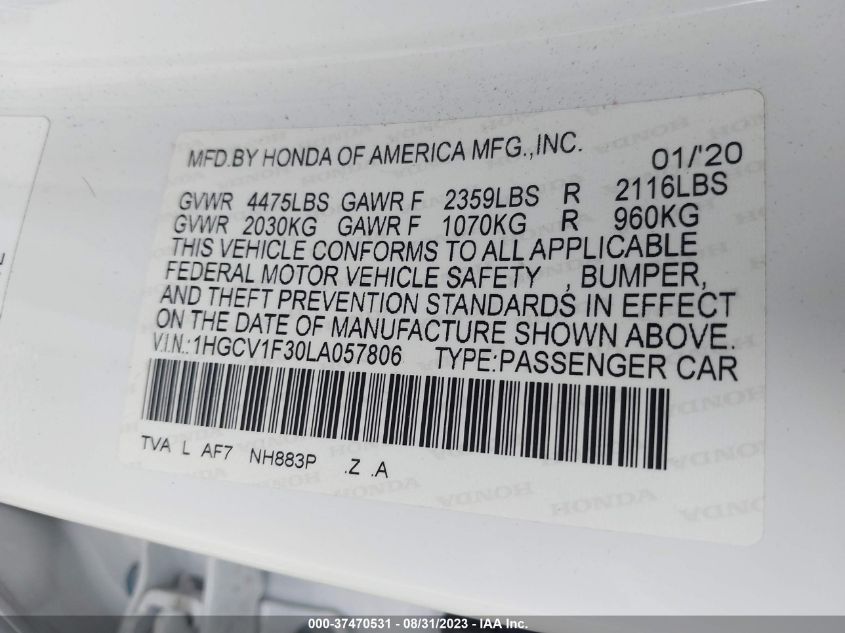 MFD.BY HONDA OF AMERICA MFG.,INC. 01/'20
GVWR 4475LBS GAWR F 2359LBS R 2116LBS
GVWR 2030KG GAWR F 1070KG R 960KG
THIS VEHICLE CONFORMS TO ALL APPLICABLE
FEDERAL MOTOR VEHICLE SAFETY , BUMPER,
AND THEFT PREVENTION STANDARDS IN EFFECT
ON THE DATE OF MANUFACTURE SHOWN ABOVE.
V.I.N.:1HGCV1F30LA057806 TYPE:PASSENGER CAR
TVA L AF7 NH883P .Z .A
HONDA HONDA HONDA
000-37470531 - 08/31/2023 - IAA Inc.